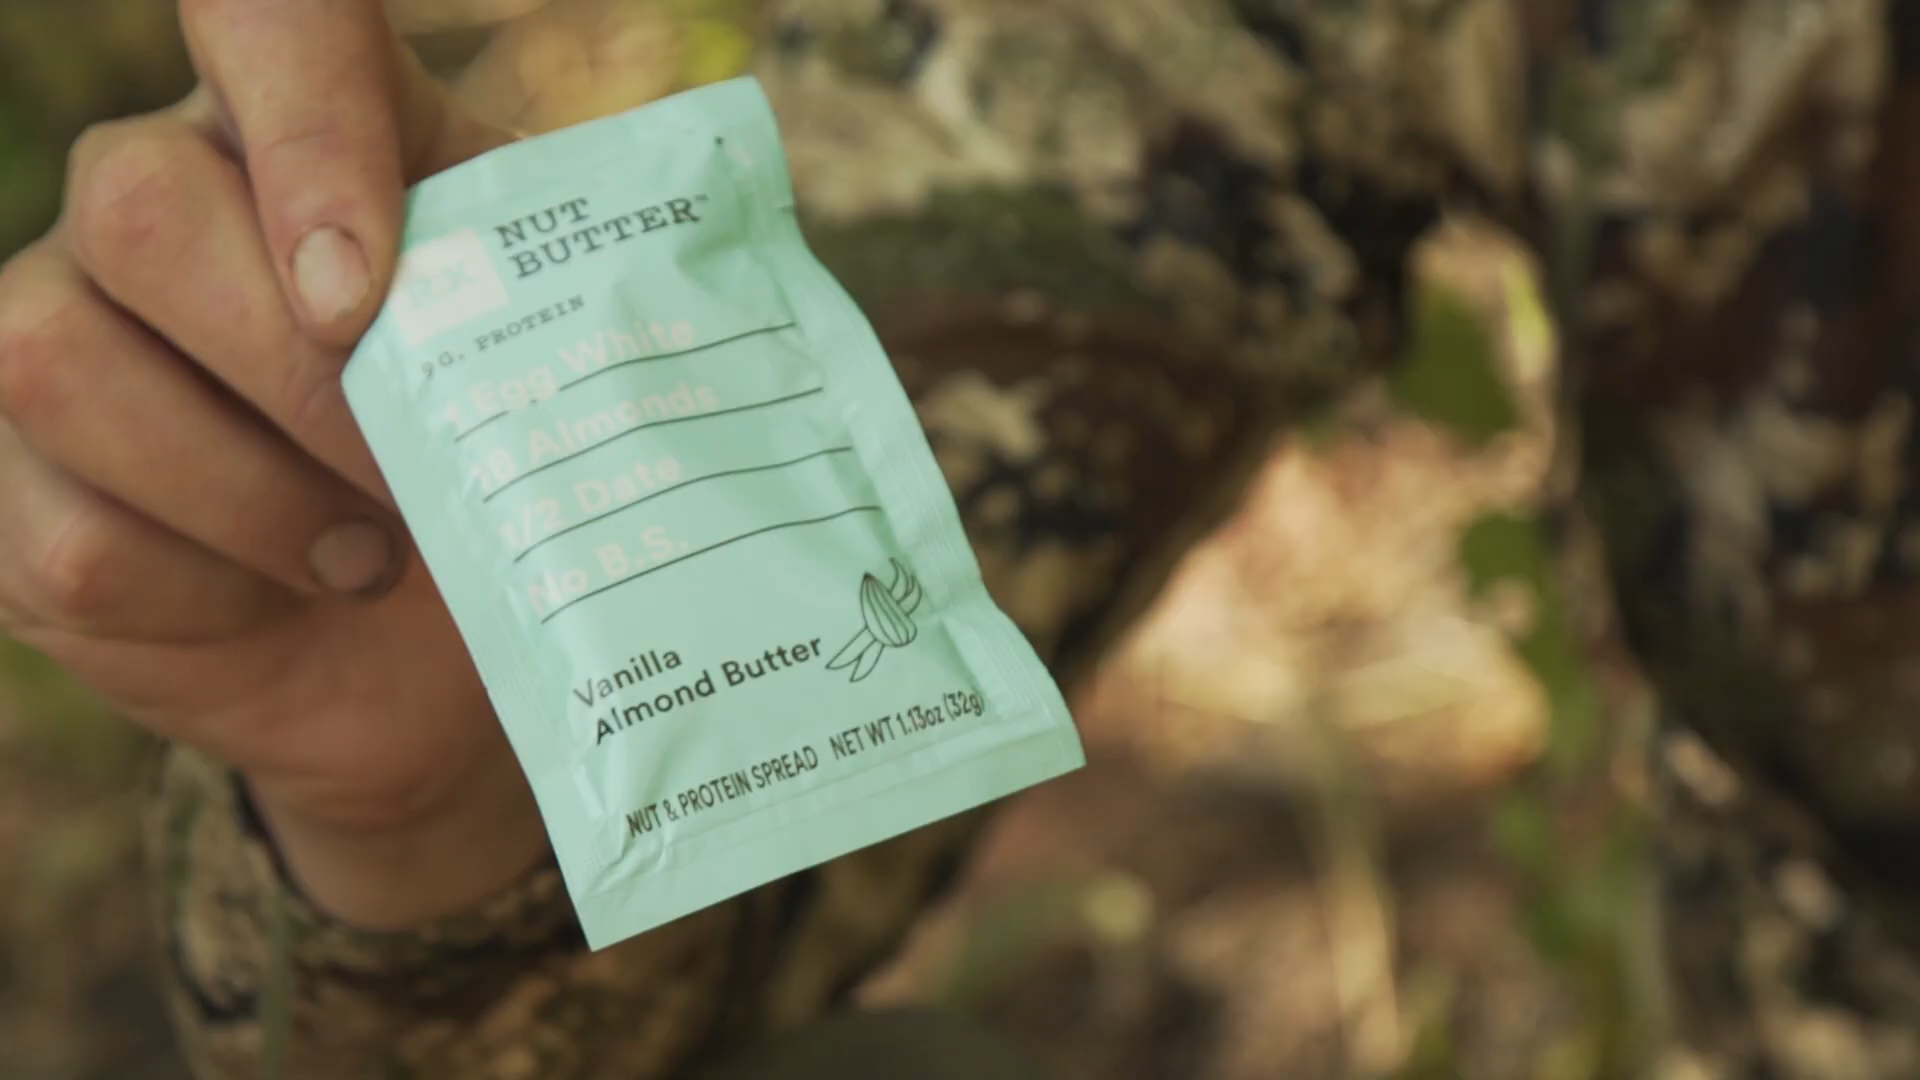 RX
NUT
BUTTER™
9G. PROTEIN
1 Egg White
18 Almonds
1/2 Date
No B.S.
Vanilla
Almond Butter
NUT & PROTEIN SPREAD NET WT 1.13oz (32g)